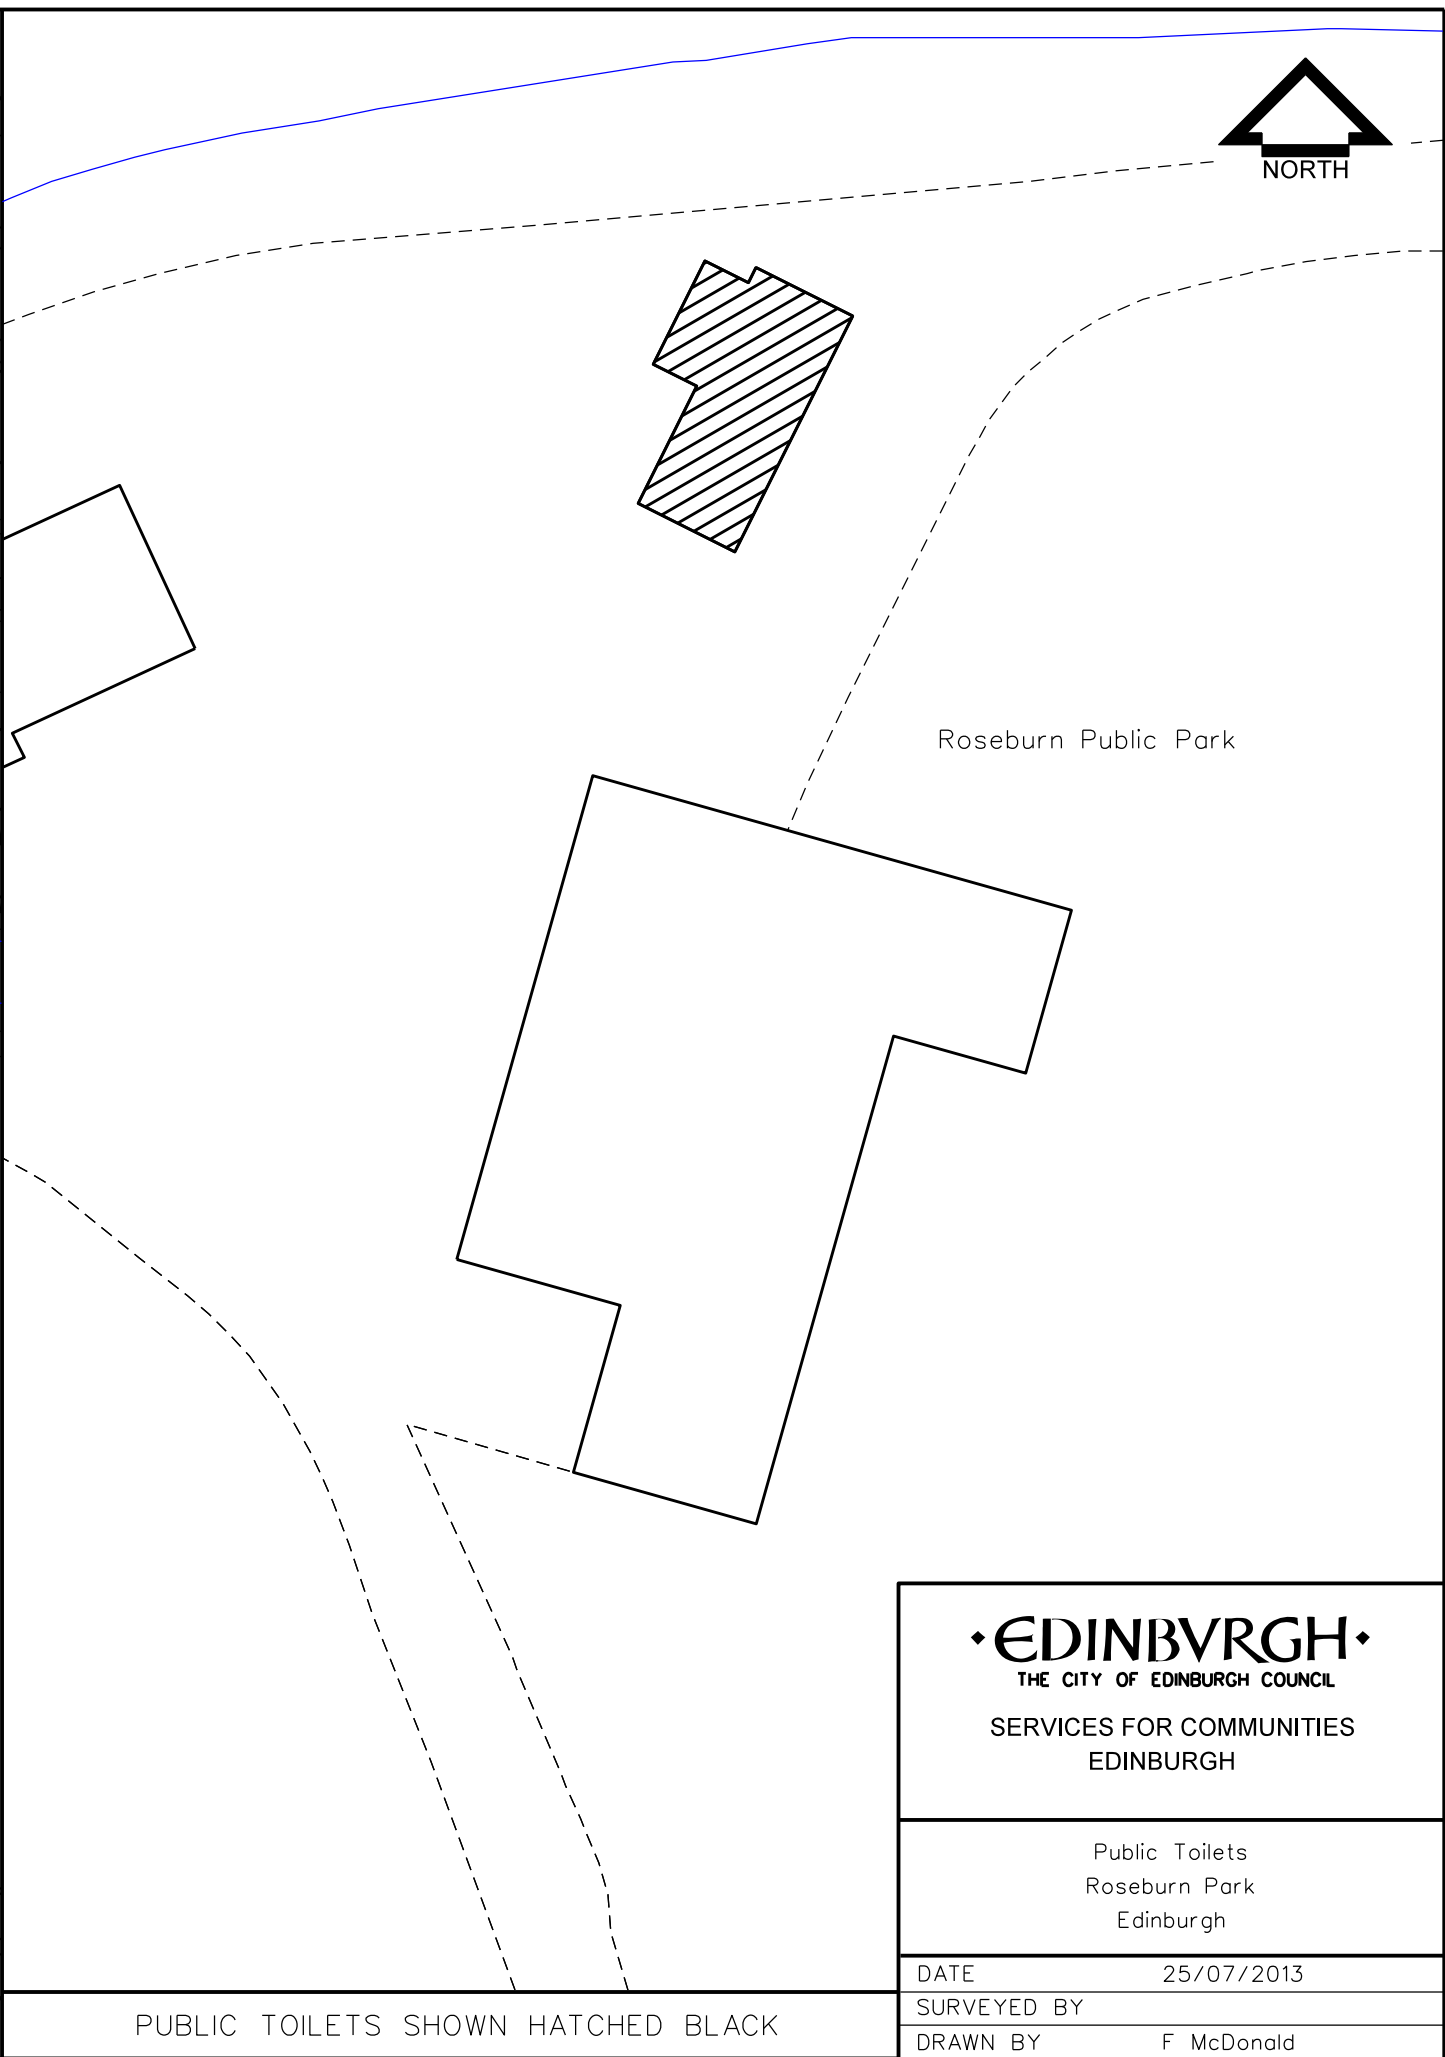 NORTH
Roseburn Public Park
•EDINBVRGH•
THE CITY OF EDINBURGH COUNCIL
SERVICES FOR COMMUNITIES
EDINBURGH
Public Toilets
Roseburn Park
Edinburgh
DATE 25/07/2013
SURVEYED BY
DRAWN BY F McDonald
PUBLIC TOILETS SHOWN HATCHED BLACK